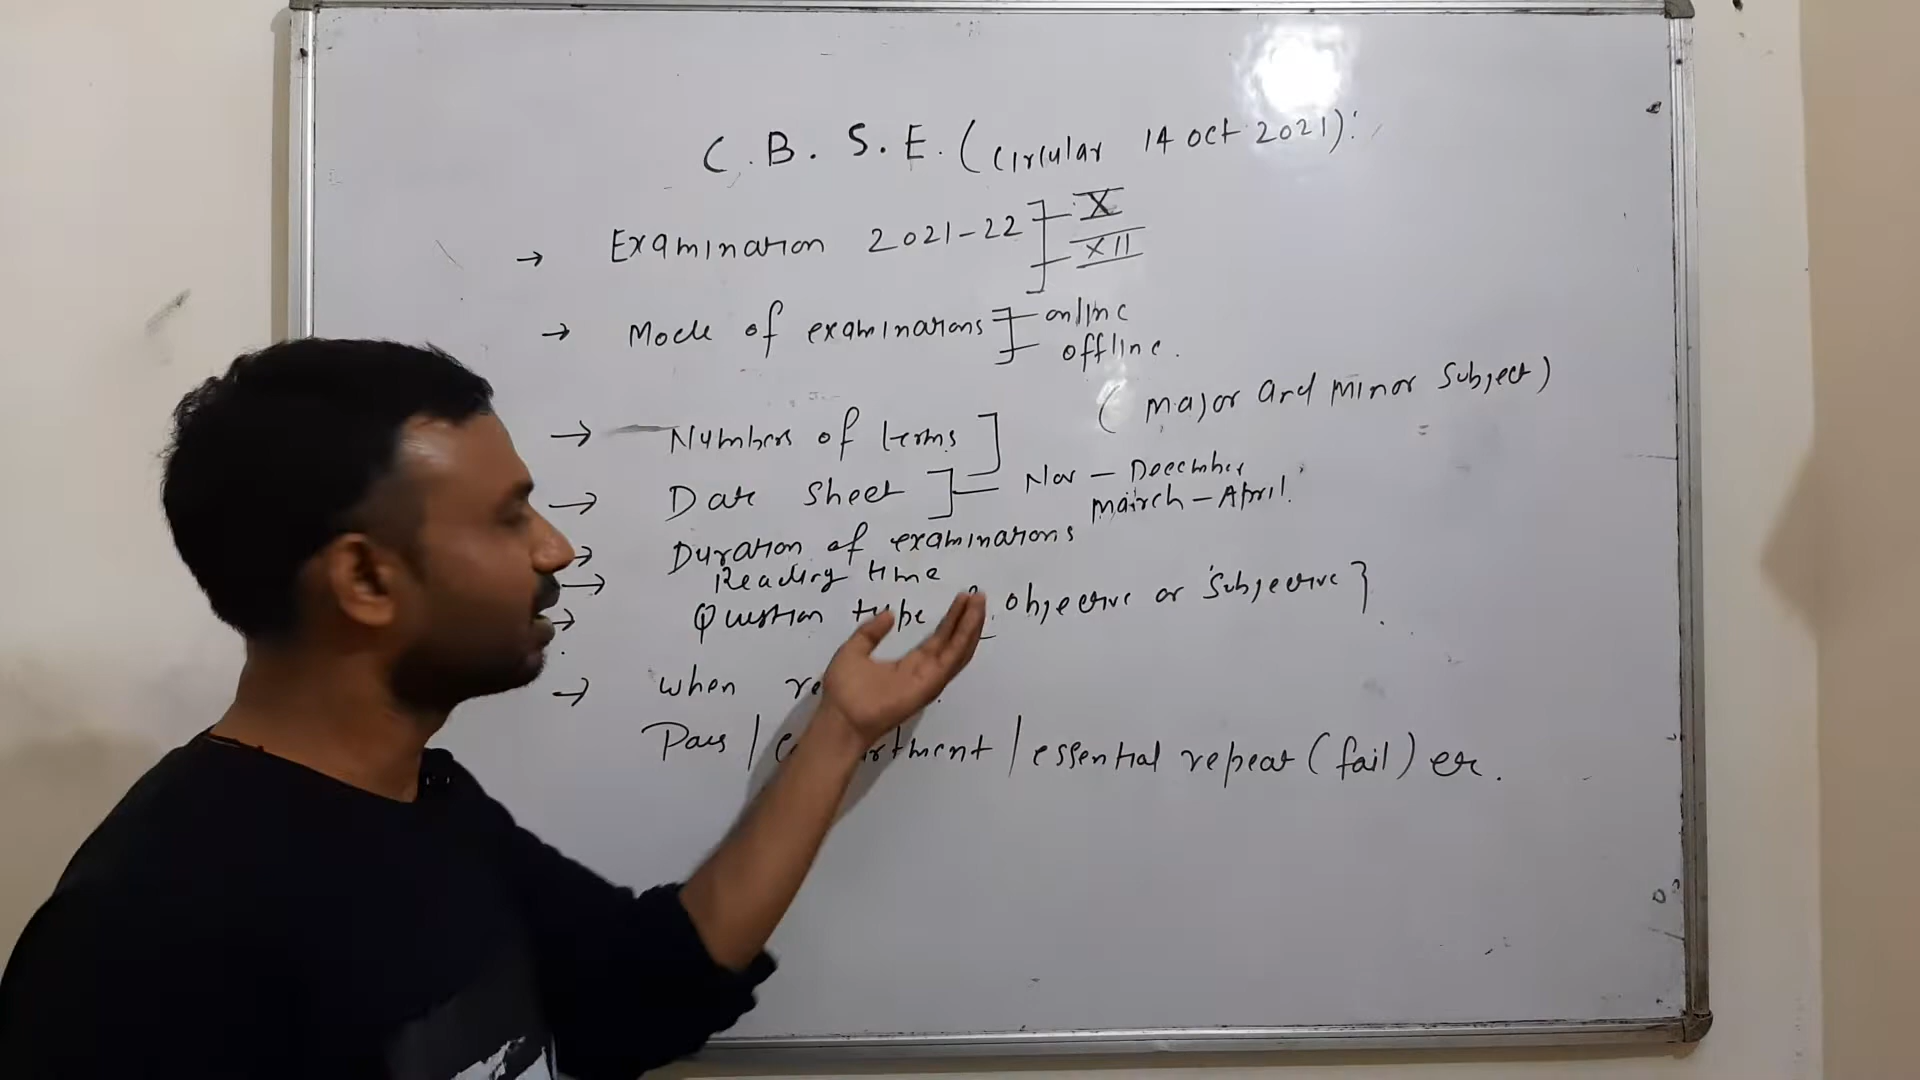 C.B.S.E. (Circular 14 Oct 2021):
→ Examination 2021-22 ] X
XII
→ Mode of examinations ] online
offline.
(Major and Minor Subject)
→ Numbers of terms ]
→ Date Sheet ] = Nov - December
March - April.
→ Duration of examinations
→ Reading time
→ Question type [ objective or Subjective }
→ when
Pass / / essential repeat (fail)